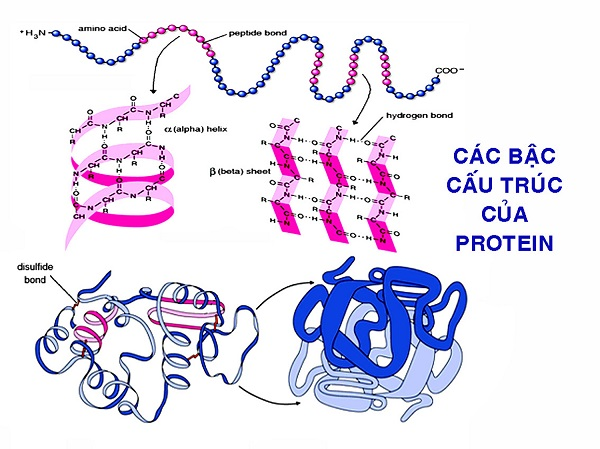 amino acid
peptide bond
⁺H₃N
COO⁻
hydrogen bond
α (alpha) helix
β (beta) sheet
CÁC BẬC
CẤU TRÚC
CỦA
PROTEIN
disulfide
bond